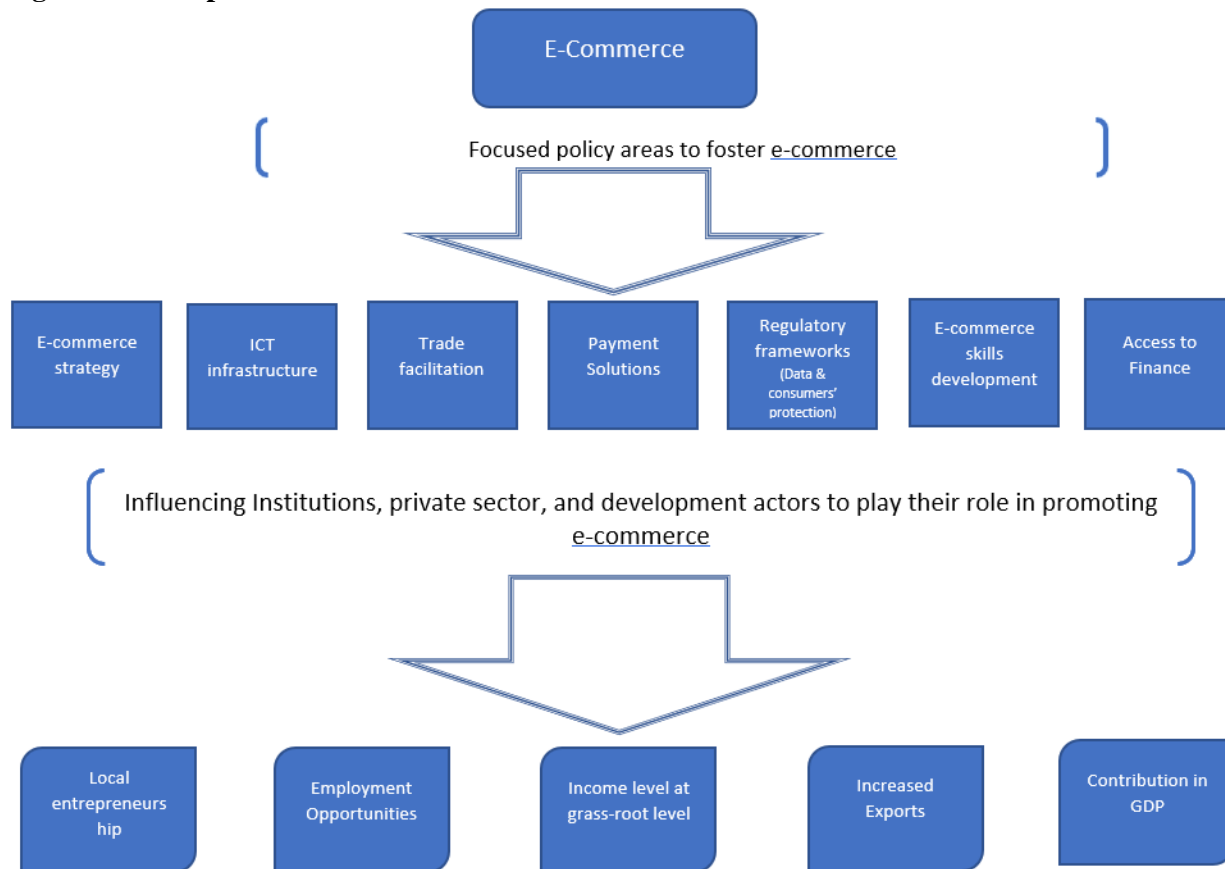 E-Commerce
Focused policy areas to foster e-commerce
E-commerce
strategy
ICT
infrastructure
Trade
facilitation
Payment
Solutions
Regulatory
frameworks
(Data &
consumers'
protection)
E-commerce
skills
development
Access to
Finance
Influencing Institutions, private sector, and development actors to play their role in promoting
e-commerce
Local
entrepreneurs
hip
Employment
Opportunities
Income level at
grass-root level
Increased
Exports
Contribution in
GDP